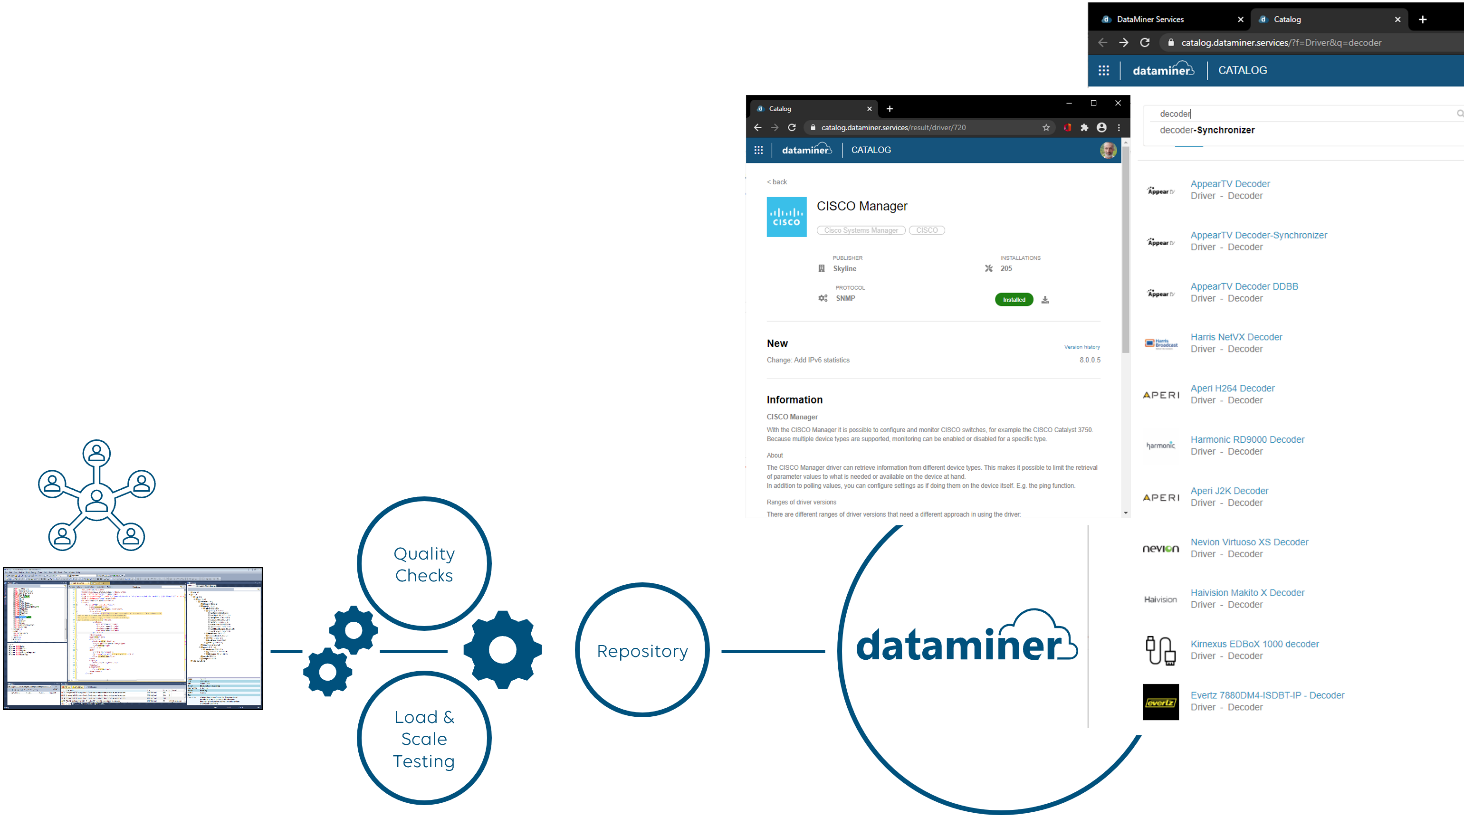 DataMiner Services
Catalog
catalog.dataminer.services/?f=Driver&q=decoder
dataminer
CATALOG
decoder
decoder-Synchronizer
AppearTV
AppearTV Decoder
Driver - Decoder
AppearTV
AppearTV Decoder-Synchronizer
Driver - Decoder
AppearTV
AppearTV Decoder DDBB
Driver - Decoder
Harris
Broadcast
Harris NetVX Decoder
Driver - Decoder
APERI
Aperi H264 Decoder
Driver - Decoder
harmonic
Harmonic RD9000 Decoder
Driver - Decoder
APERI
Aperi J2K Decoder
Driver - Decoder
nevion
Nevion Virtuoso XS Decoder
Driver - Decoder
Haivision
Haivision Makito X Decoder
Driver - Decoder
Kirnexus EDBoX 1000 decoder
Driver - Decoder
evertz
Evertz 7880DM4-ISDBT-IP - Decoder
Driver - Decoder
Catalog
catalog.dataminer.services/result/driver/720
dataminer
CATALOG
< back
CISCO
CISCO Manager
Cisco Systems Manager
CISCO
PUBLISHER
Skyline
INSTALLATIONS
205
PROTOCOL
SNMP
Installed
New
Version history
Change: Add IPv6 statistics
8.0.0.5
Information
CISCO Manager
With the CISCO Manager it is possible to configure and monitor CISCO switches, for example the CISCO Catalyst 3750.
Because multiple device types are supported, monitoring can be enabled or disabled for a specific type.
About
The CISCO Manager driver can retrieve information from different device types. This makes it possible to limit the retrieval
of parameter values to what is needed or available on the device at hand.
In addition to polling values, you can configure settings as if doing them on the device itself. E.g. the ping function.
Ranges of driver versions
There are different ranges of driver versions that need a different approach in using the driver:
Quality
Checks
Load &
Scale
Testing
Repository
dataminer